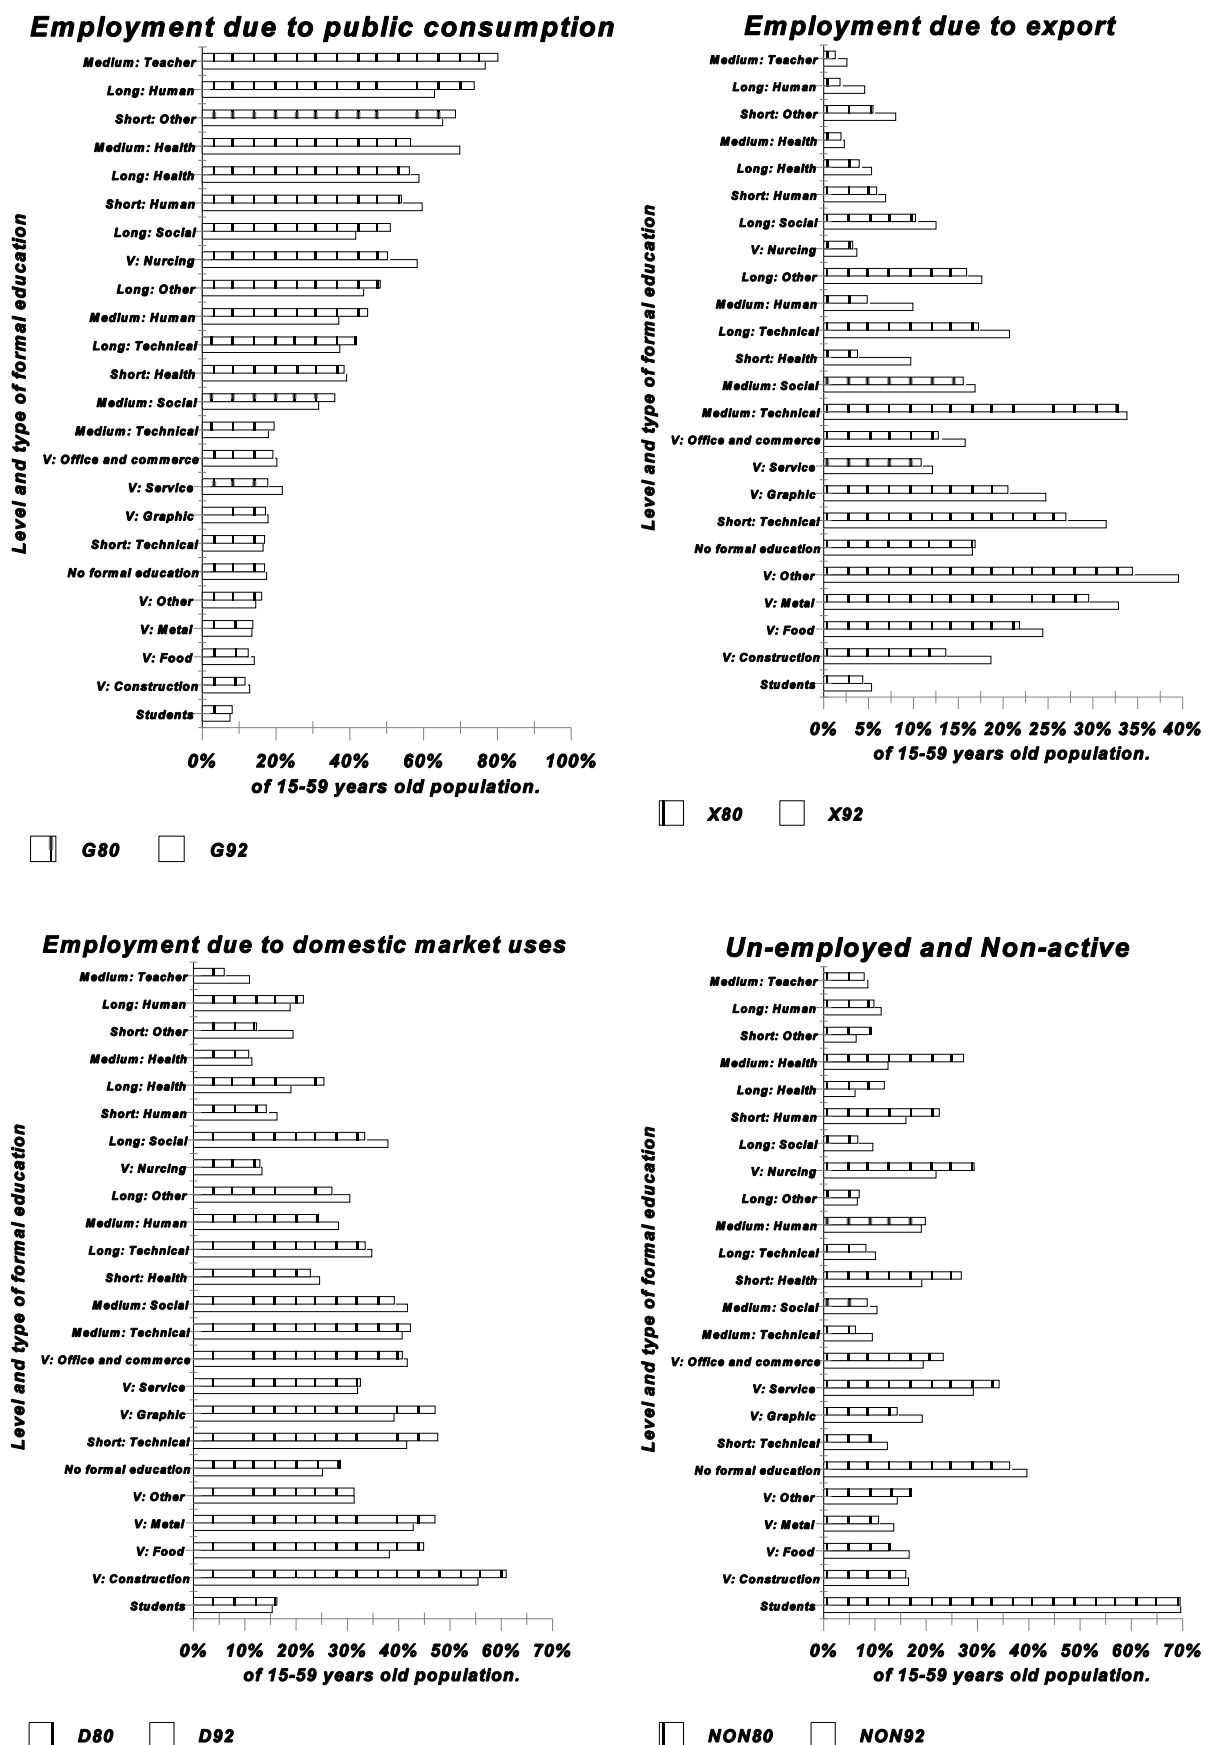 Employment due to public consumption
Level and type of formal education
Medium: Teacher
Long: Human
Short: Other
Medium: Health
Long: Health
Short: Human
Long: Social
V: Nurcing
Long: Other
Medium: Human
Long: Technical
Short: Health
Medium: Social
Medium: Technical
V: Office and commerce
V: Service
V: Graphic
Short: Technical
No formal education
V: Other
V: Metal
V: Food
V: Construction
Students
0% 20% 40% 60% 80% 100%
of 15-59 years old population.
G80 G92
Employment due to export
Level and type of formal education
Medium: Teacher
Long: Human
Short: Other
Medium: Health
Long: Health
Short: Human
Long: Social
V: Nurcing
Long: Other
Medium: Human
Long: Technical
Short: Health
Medium: Social
Medium: Technical
V: Office and commerce
V: Service
V: Graphic
Short: Technical
No formal education
V: Other
V: Metal
V: Food
V: Construction
Students
0% 5% 10% 15% 20% 25% 30% 35% 40%
of 15-59 years old population.
X80 X92
Employment due to domestic market uses
Level and type of formal education
Medium: Teacher
Long: Human
Short: Other
Medium: Health
Long: Health
Short: Human
Long: Social
V: Nurcing
Long: Other
Medium: Human
Long: Technical
Short: Health
Medium: Social
Medium: Technical
V: Office and commerce
V: Service
V: Graphic
Short: Technical
No formal education
V: Other
V: Metal
V: Food
V: Construction
Students
0% 10% 20% 30% 40% 50% 60% 70%
of 15-59 years old population.
D80 D92
Un-employed and Non-active
Level and type of formal education
Medium: Teacher
Long: Human
Short: Other
Medium: Health
Long: Health
Short: Human
Long: Social
V: Nurcing
Long: Other
Medium: Human
Long: Technical
Short: Health
Medium: Social
Medium: Technical
V: Office and commerce
V: Service
V: Graphic
Short: Technical
No formal education
V: Other
V: Metal
V: Food
V: Construction
Students
0% 10% 20% 30% 40% 50% 60% 70%
of 15-59 years old population.
NON80 NON92